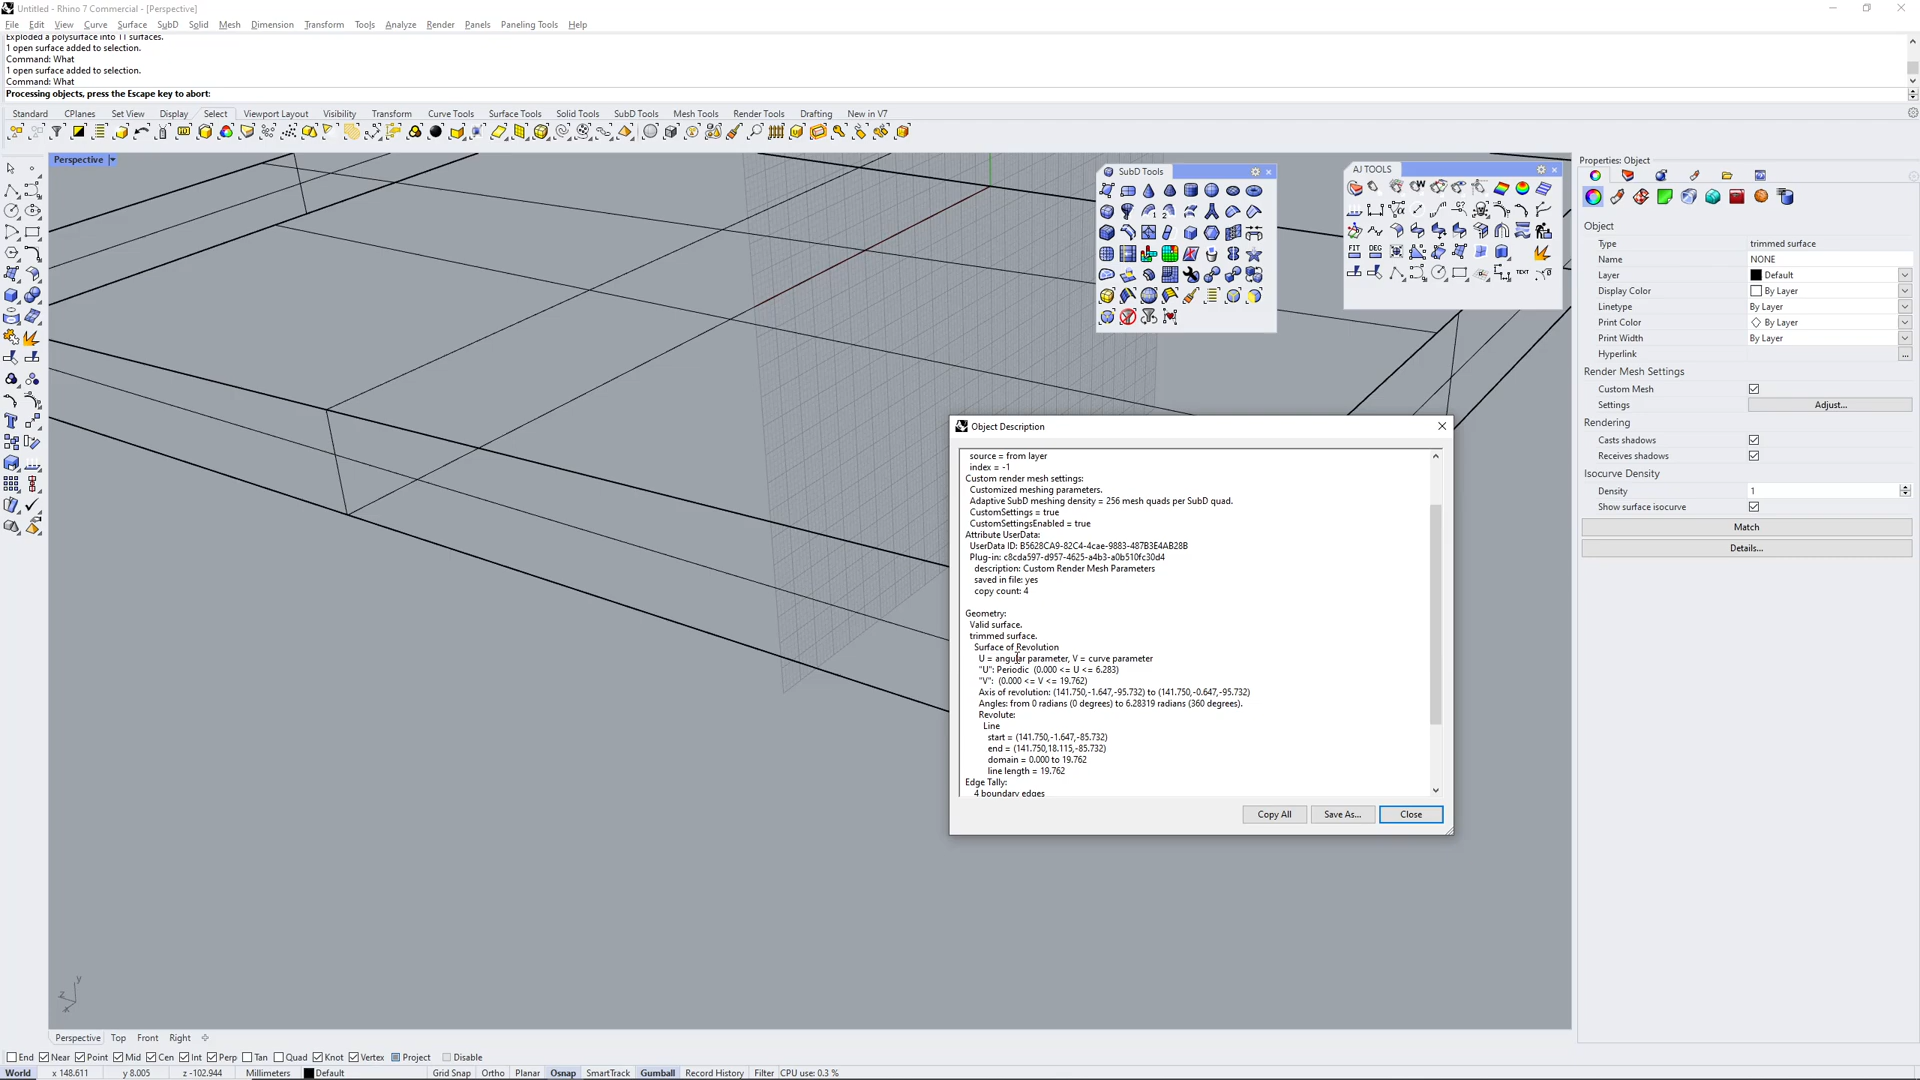 Untitled - Rhino 7 Commercial - [Perspective]
File Edit View Curve Surface SubD Solid Mesh Dimension Transform Tools Analyze Render Panels Paneling Tools Help
Exploded a polysurface into 11 surfaces.
1 open surface added to selection.
Command: What
1 open surface added to selection.
Command: What
Processing objects, press the Escape key to abort:
Standard CPlanes Set View Display Select Viewport Layout Visibility Transform Curve Tools Surface Tools Solid Tools SubD Tools Mesh Tools Render Tools Drafting New in V7
Perspective
SubD Tools
AJ TOOLS
FIT DEG
TEXT
Properties: Object
Object
Type trimmed surface
Name NONE
Layer Default
Display Color By Layer
Linetype By Layer
Print Color By Layer
Print Width By Layer
Hyperlink ...
Render Mesh Settings
Custom Mesh
Settings Adjust...
Rendering
Casts shadows
Receives shadows
Isocurve Density
Density 1
Show surface isocurve
Match
Details...
Object Description
source = from layer
index = -1
Custom render mesh settings:
Customized meshing parameters.
Adaptive SubD meshing density = 256 mesh quads per SubD quad.
CustomSettings = true
CustomSettingsEnabled = true
Attribute UserData:
UserData ID: B5628CA9-82C4-4cae-9883-487B3E4AB28B
Plug-in: c8cda597-d957-4625-a4b3-a0b510fc30d4
description: Custom Render Mesh Parameters
saved in file: yes
copy count: 4
Geometry:
Valid surface.
trimmed surface.
Surface of Revolution
U = angular parameter, V = curve parameter
"U": Periodic (0.000 <= U <= 6.283)
"V": (0.000 <= V <= 19.762)
Axis of revolution: (141.750,-1.647,-95.732) to (141.750,-0.647,-95.732)
Angles: from 0 radians (0 degrees) to 6.28319 radians (360 degrees).
Revolute:
Line
start = (141.750,-1.647,-85.732)
end = (141.750,18.115,-85.732)
domain = 0.000 to 19.762
line length = 19.762
Edge Tally:
4 boundary edges
Copy All Save As... Close
y
z
x
Perspective Top Front Right
End Near Point Mid Cen Int Perp Tan Quad Knot Vertex Project Disable
World x 148.611 y 8.005 z -102.944 Millimeters Default Grid Snap Ortho Planar Osnap SmartTrack Gumball Record History Filter CPU use: 0.3 %